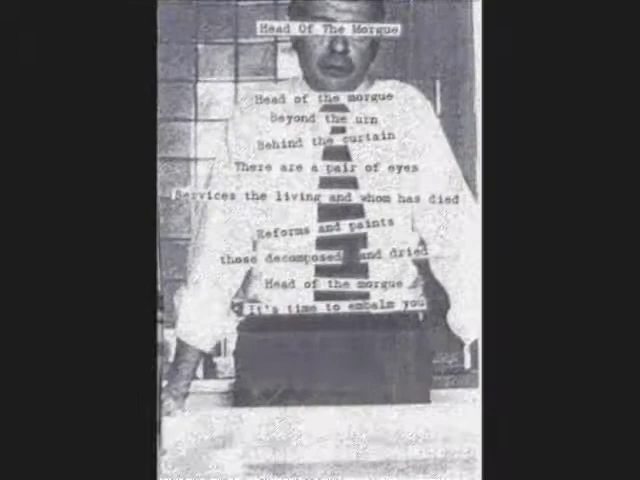 Head Of The Morgue
Head of the morgue
Beyond the urn
Behind the curtain
There are a pair of eyes
Services the living and whom has died
Reforms and paints
those decomposed and dried
Head of the morgue
It's time to embalm you